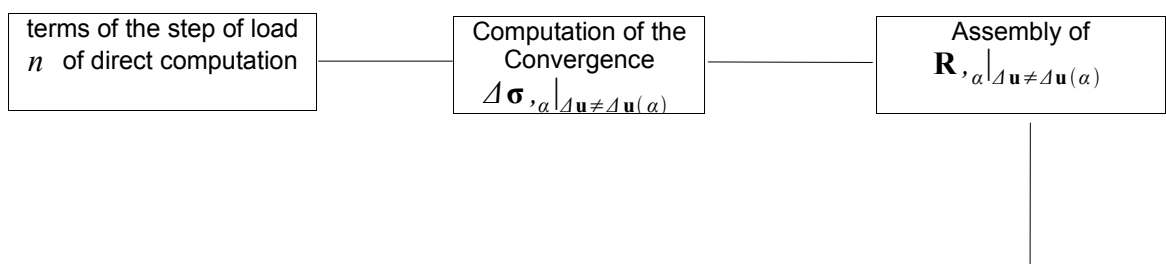 terms of the step of load
n of direct computation
Computation of the
Convergence
Δσ,α|Δu≠Δu(α)
Assembly of
R,α|Δu≠Δu(α)